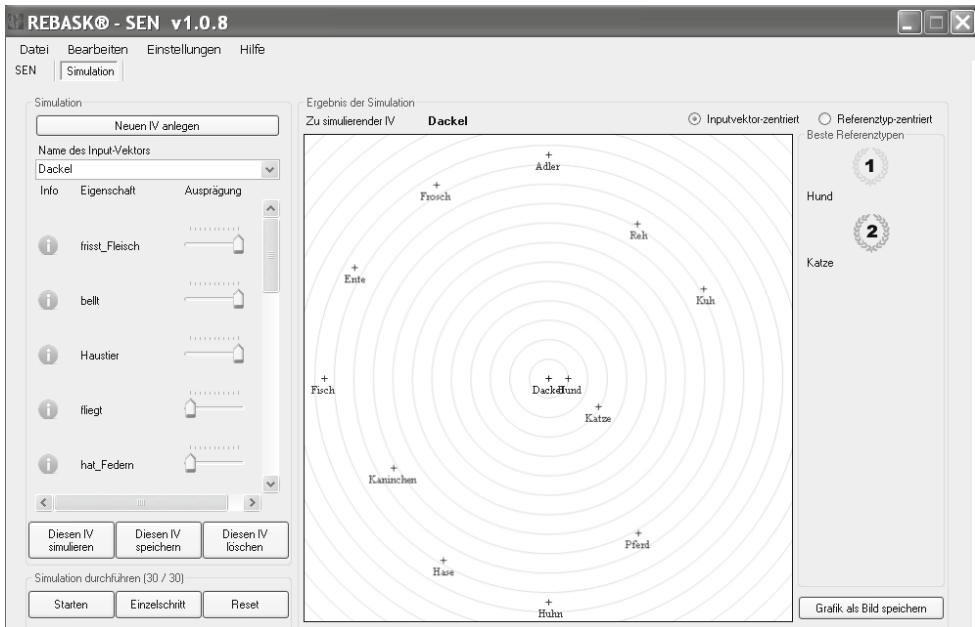 REBASK® - SEN v1.0.8
Datei Bearbeiten Einstellungen Hilfe
SEN Simulation
Simulation
Neuen IV anlegen
Name des Input-Vektors
Dackel
Info Eigenschaft Ausprägung
frisst_Fleisch
bellt
Haustier
fliegt
hat_Federn
Diesen IV simulieren
Diesen IV speichern
Diesen IV löschen
Simulation durchführen (30 / 30)
Starten Einzelschritt Reset
Ergebnis der Simulation
Zu simulierender IV Dackel
Inputvektor-zentriert Referenztyp-zentriert
Adler
Frosch
Reh
Ente
Kuh
Fisch
Dackel
Hund
Katze
Kaninchen
Pferd
Hase
Huhn
Beste Referenztypen
1
Hund
2
Katze
Grafik als Bild speichern